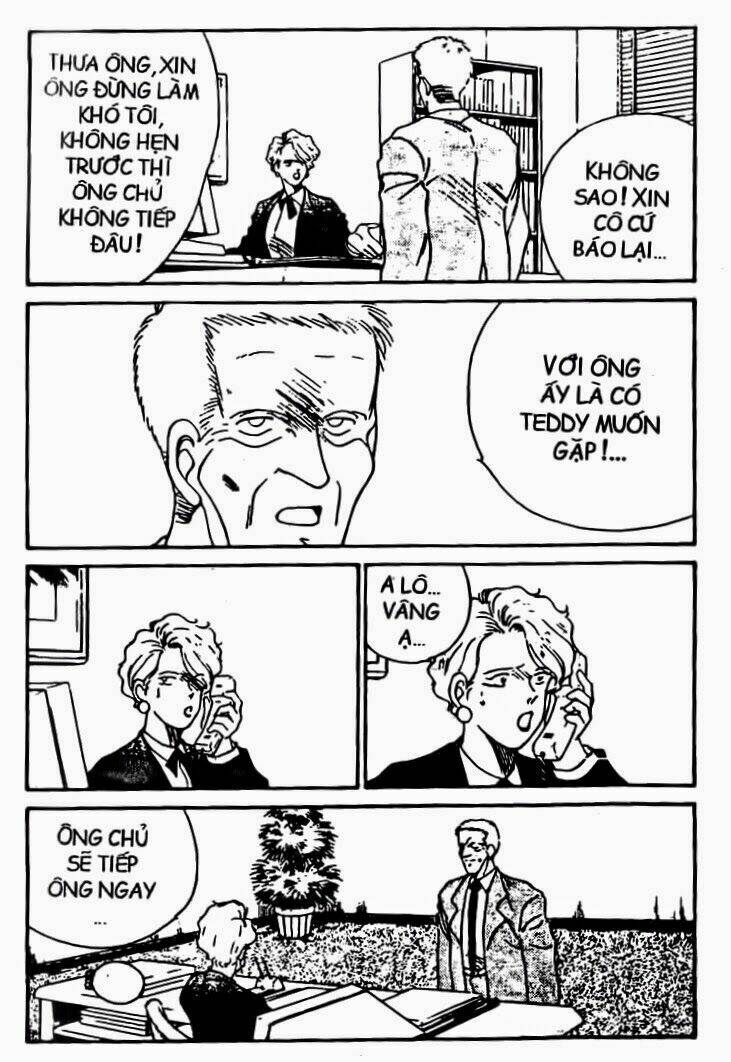 THƯA ÔNG, XIN
ÔNG ĐỪNG LÀM
KHÓ TÔI,
KHÔNG HẸN
TRƯỚC THÌ
ÔNG CHỦ
KHÔNG TIẾP
ĐÂU!
KHÔNG
SAO! XIN
CÔ CỨ
BÁO LẠI...
VỚI ÔNG
ẤY LÀ CÓ
TEDDY MUỐN
GẶP!...
A LÔ...
VÂNG
Ạ...
ÔNG CHỦ
SẼ TIẾP
ÔNG NGAY
...